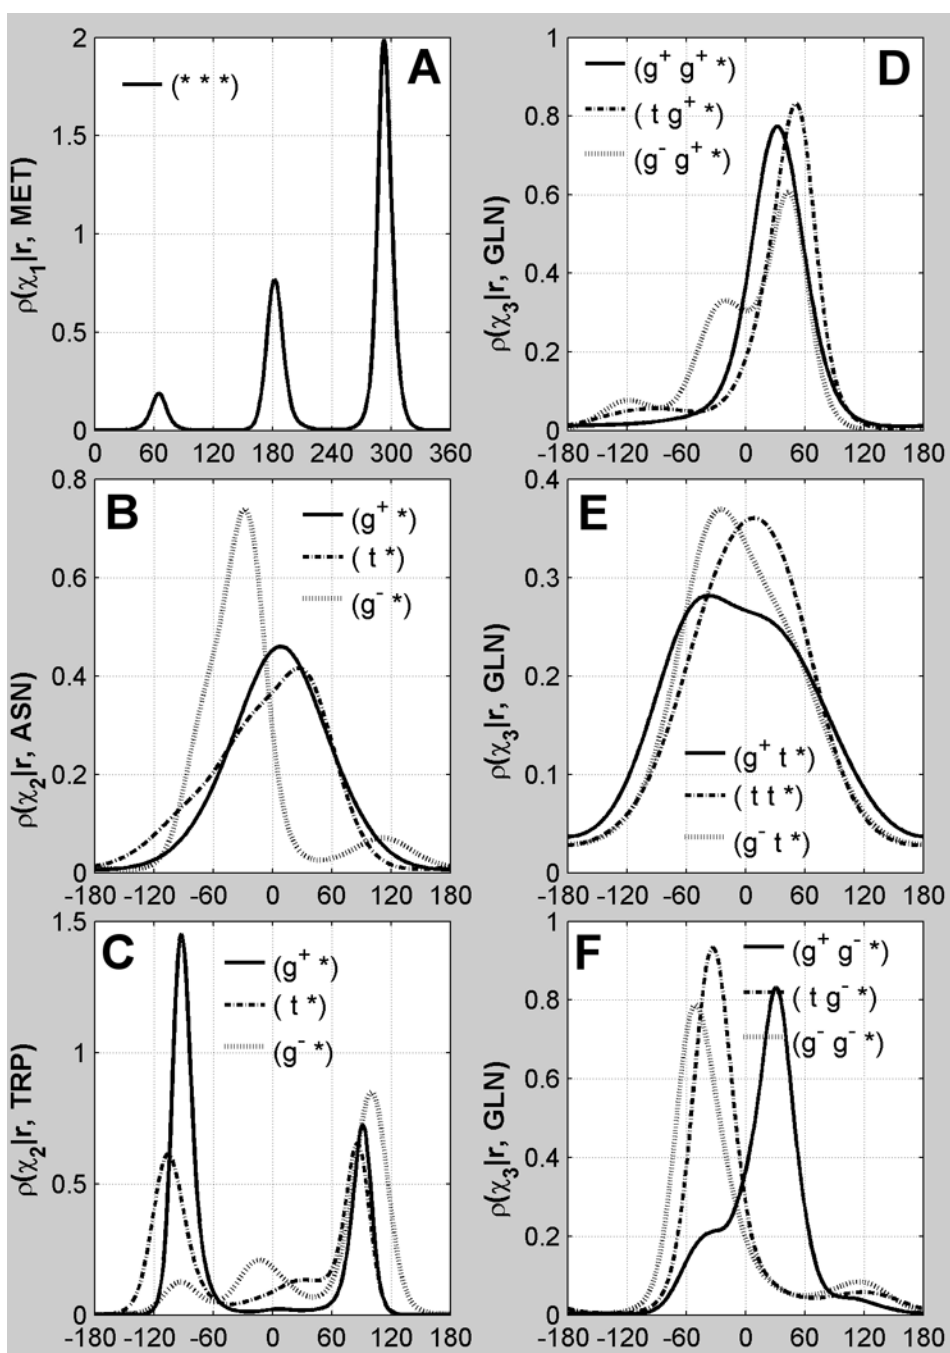 A
(* * *)
ρ(χ₁|r, MET)
2
1.5
1
0.5
0
0 60 120 180 240 300 360
D
(g⁺ g⁺ *)
( t g⁺ *)
(g⁻ g⁺ *)
ρ(χ₃|r, GLN)
1
0.8
0.6
0.4
0.2
0
-180 -120 -60 0 60 120 180
B
(g⁺ *)
( t *)
(g⁻ *)
ρ(χ₂|r, ASN)
0.8
0.6
0.4
0.2
0
-180 -120 -60 0 60 120 180
E
(g⁺ t *)
( t t *)
(g⁻ t *)
ρ(χ₃|r, GLN)
0.4
0.3
0.2
0.1
0
-180 -120 -60 0 60 120 180
C
(g⁺ *)
( t *)
(g⁻ *)
ρ(χ₂|r, TRP)
1.5
1
0.5
0
-180 -120 -60 0 60 120 180
F
(g⁺ g⁻ *)
( t g⁻ *)
(g⁻ g⁻ *)
ρ(χ₃|r, GLN)
1
0.8
0.6
0.4
0.2
0
-180 -120 -60 0 60 120 180